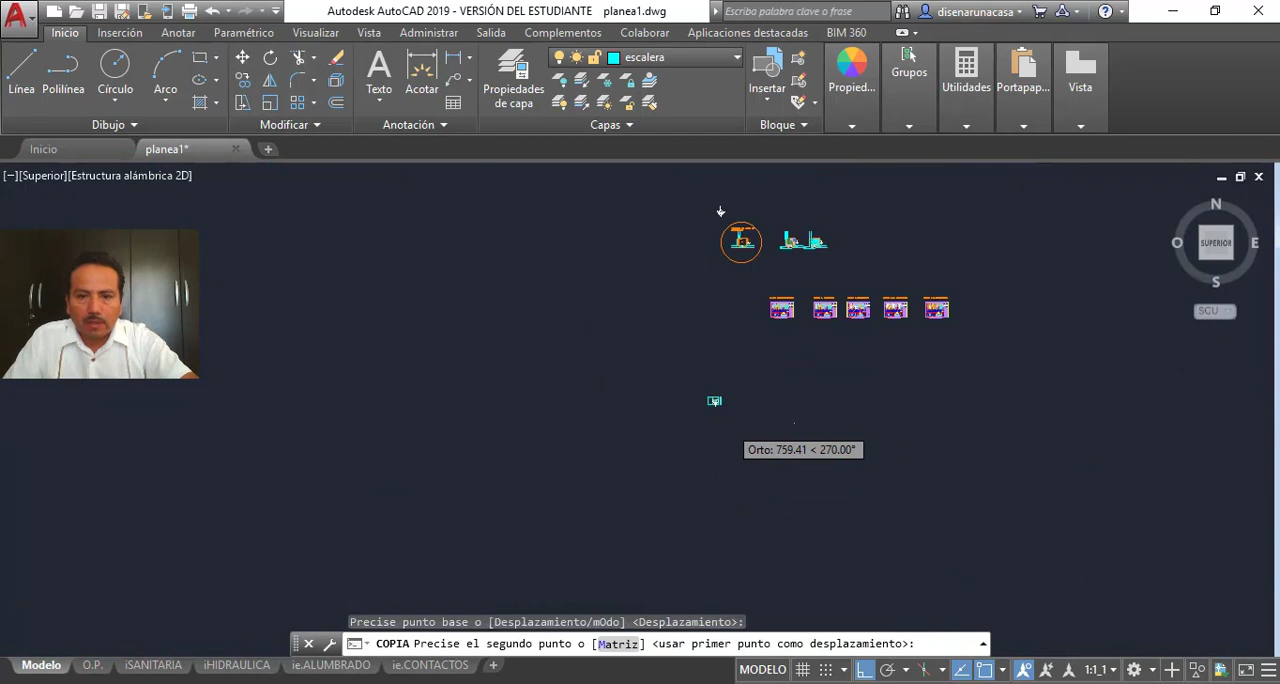 Autodesk AutoCAD 2019 - VERSIÓN DEL ESTUDIANTE planea1.dwg
Escriba palabra clave o frase
disenarunacasa
Inicio Inserción Anotar Paramétrico Visualizar Vista Administrar Salida Complementos Colaborar Aplicaciones destacadas BIM 360
escalera
Línea Polilínea Círculo Arco
Texto Acotar
Propiedades
de capa
Insertar
Propied... Grupos Utilidades Portapap... Vista
Dibujo Modificar Anotación Capas Bloque
Inicio planea1*
[−][Superior][Estructura alámbrica 2D]
N
O SUPERIOR E
S
SCU
Orto: 759.41 < 270.00°
Precise punto base o [Desplazamiento/mOdo] <Desplazamiento>:
COPIA Precise el segundo punto o [Matriz] <usar primer punto como desplazamiento>:
Modelo O.P. iSANITARIA iHIDRAULICA ie.ALUMBRADO ie.CONTACTOS
MODELO 1:1_1